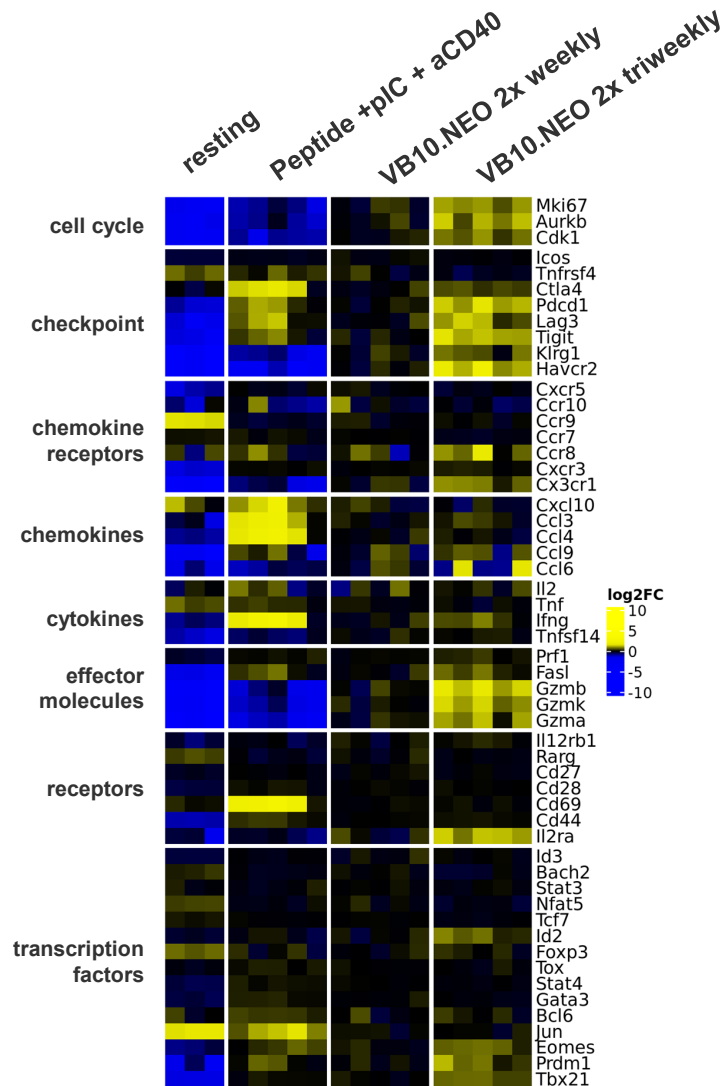 resting
Peptide +pIC + aCD40
VB10.NEO 2x weekly
VB10.NEO 2x triweekly
cell cycle
Mki67
Aurkb
Cdk1
checkpoint
Icos
Tnfrsf4
Ctla4
Pdcd1
Lag3
Tigit
Klrg1
Havcr2
chemokine
receptors
Cxcr5
Ccr10
Ccr9
Ccr7
Ccr8
Cxcr3
Cx3cr1
chemokines
Cxcl10
Ccl3
Ccl4
Ccl9
Ccl6
cytokines
Il2
Tnf
Ifng
Tnfsf14
effector
molecules
Prf1
Fasl
Gzmb
Gzmk
Gzma
receptors
Il12rb1
Rarg
Cd27
Cd28
Cd69
Cd44
Il2ra
transcription
factors
Id3
Bach2
Stat3
Nfat5
Tcf7
Id2
Foxp3
Tox
Stat4
Gata3
Bcl6
Jun
Eomes
Prdm1
Tbx21
log2FC
10
5
0
-5
-10